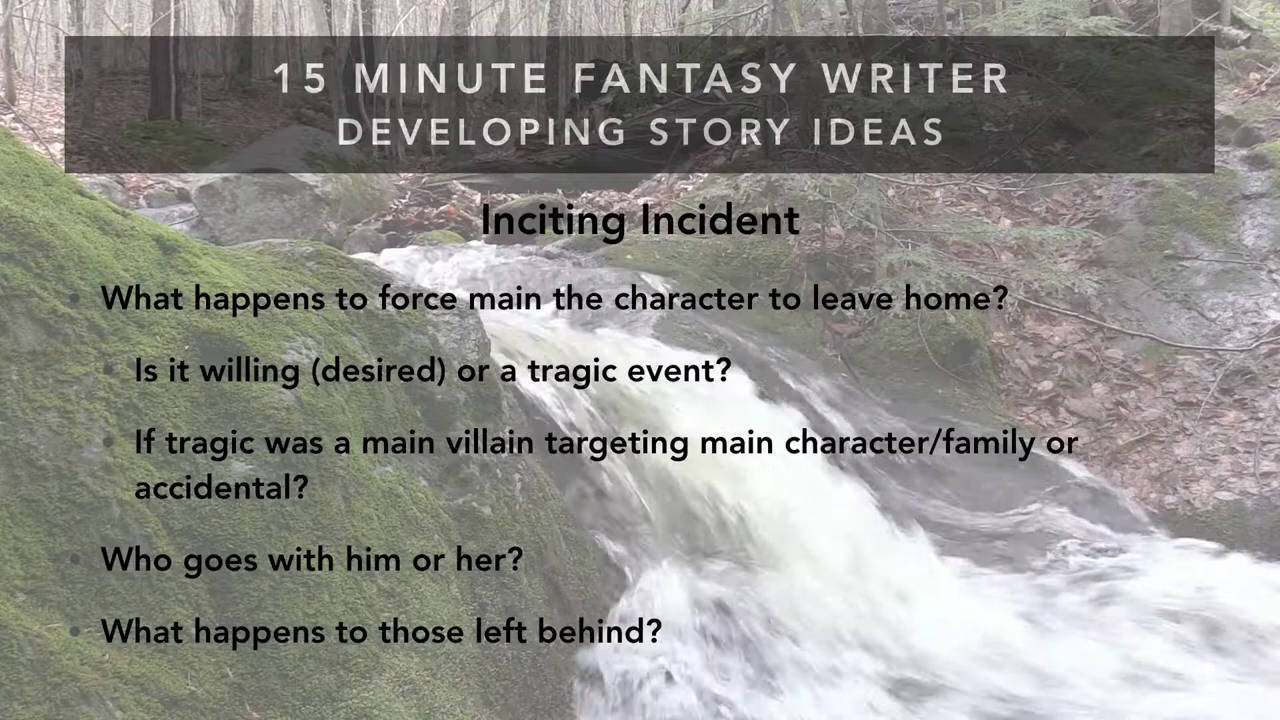 15 MINUTE FANTASY WRITER
DEVELOPING STORY IDEAS
Inciting Incident
What happens to force main the character to leave home?
Is it willing (desired) or a tragic event?
If tragic was a main villain targeting main character/family or
accidental?
Who goes with him or her?
What happens to those left behind?